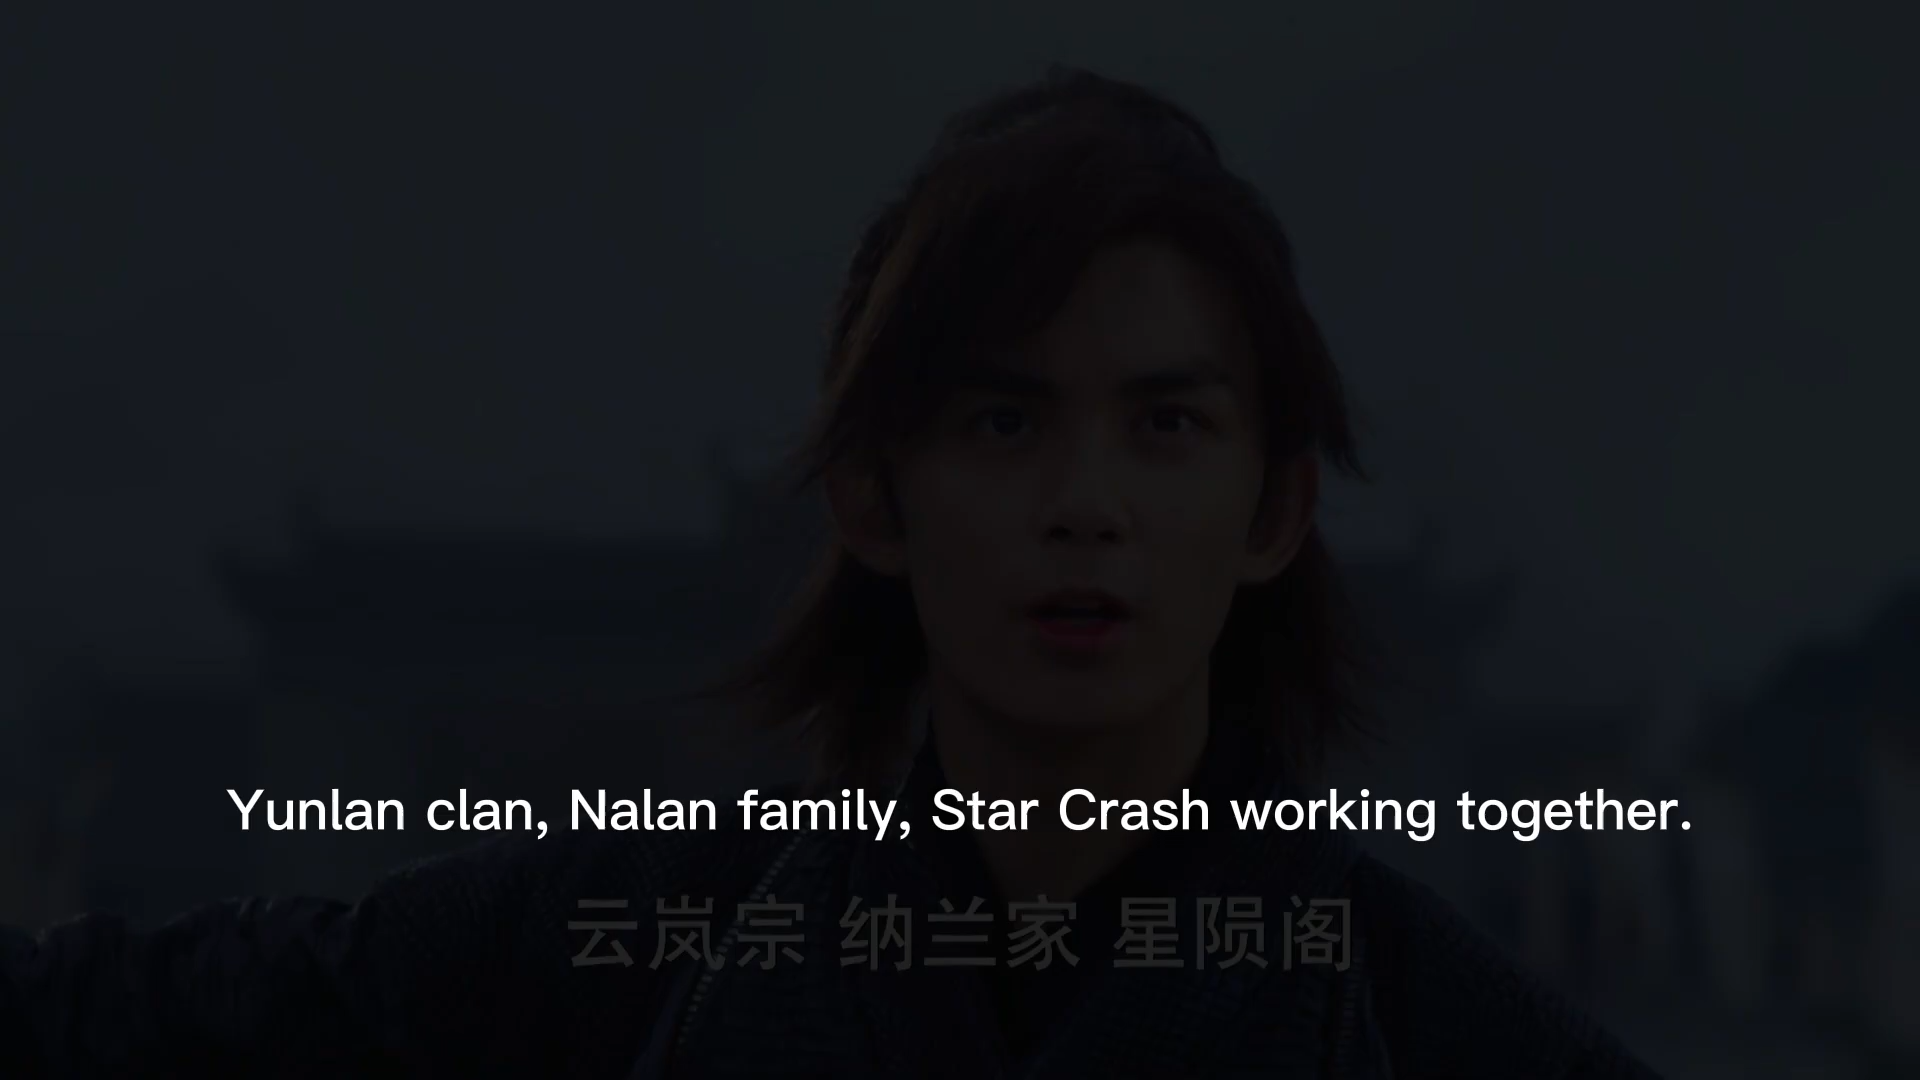 Yunlan clan, Nalan family, Star Crash working together.
云岚宗 纳兰家 星陨阁